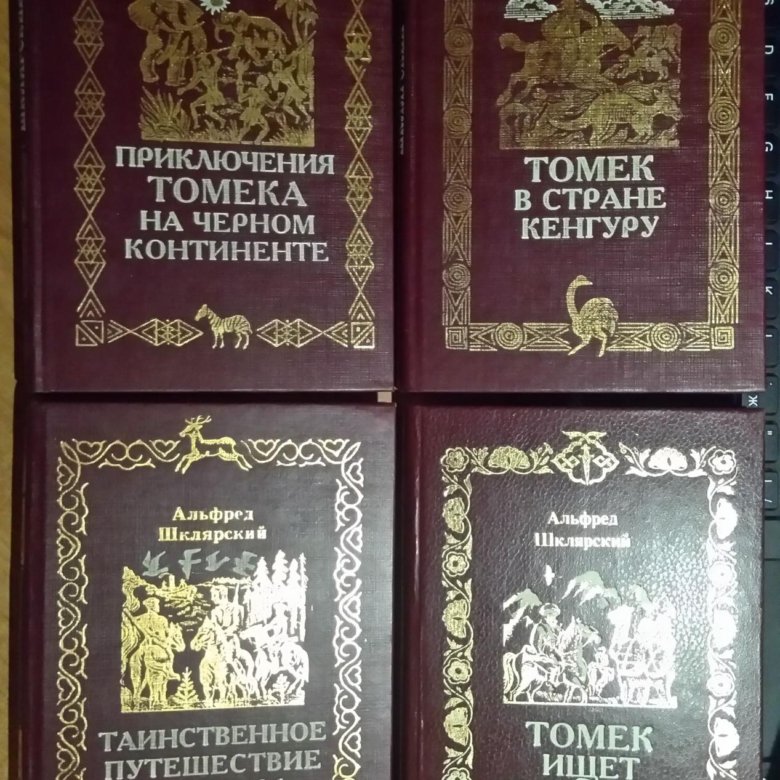 ПРИКЛЮЧЕНИЯ
ТОМЕКА
НА ЧЕРНОМ
КОНТИНЕНТЕ
ТОМЕК
В СТРАНЕ
КЕНГУРУ
Альфред
Шклярский
ТАИНСТВЕННОЕ
ПУТЕШЕСТВИЕ
Альфред
Шклярский
ТОМЕК
ИЩЕТ